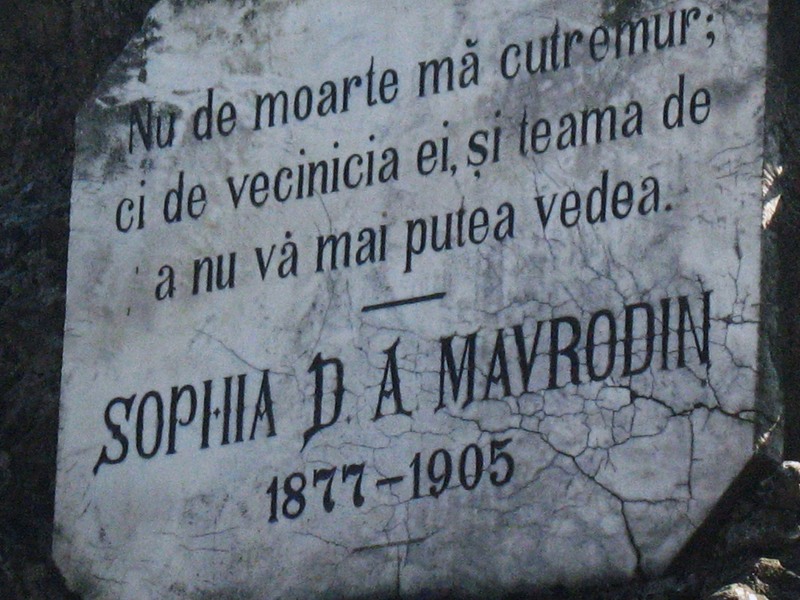 Nu de moarte mă cutremur;
ci de vecinicia ei, și teama de
a nu vă mai putea vedea.
SOPHIA D. A MAVRODIN
1877-1905